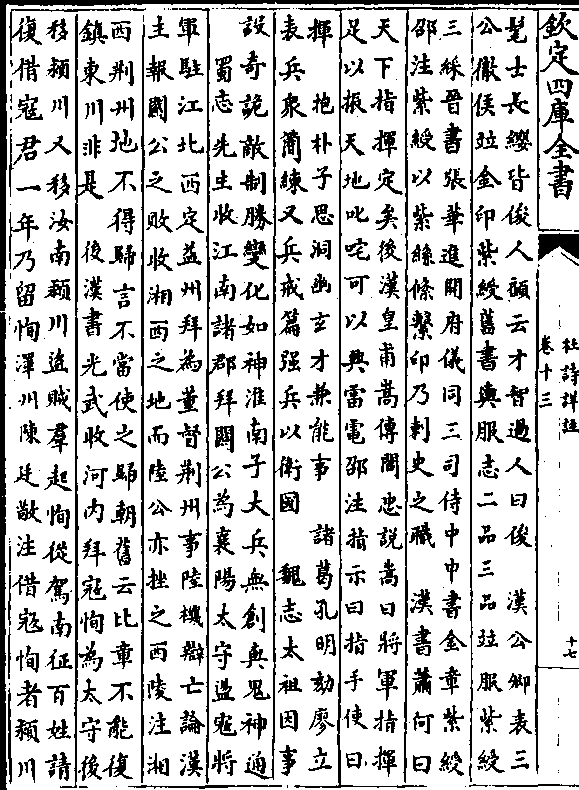 欽定四庫全書
杜詩詳註
卷十三
十七
髦士長纓皆俊人顧云才智過人曰俊　漢公卿表三
公徹侯竝金印紫綬舊書輿服志二品三品竝服紫綬
三綵晉書張華進開府儀同三司侍中中書金章紫綬
邵注紫綬以紫絲絛繫印乃刺史之職　漢書蕭何曰
天下指揮定矣後漢皇甫嵩傳閻忠說嵩曰將軍指揮
足以振天地叱咤可以興雷電邵注指示曰指手使曰
揮　抱朴子思洞幽玄才兼能事　諸葛孔明劾廖立
表兵衆簡練又兵戒篇强兵以衛國　魏志太祖因事
設奇譎敵制勝變化如神淮南子大兵無創與鬼神通
蜀志先主收江南諸郡拜關公為襄陽太守盪寇將
軍駐江北西定益州拜為董督荆州事陸機辯亡論漢
主報關公之敗收湘西之地而陸公亦挫之西陵注湘
西荆州地不得歸言不當使之歸朝舊云比章不能復
鎮東川非是　後漢書光武收河内拜寇恂為太守後
移潁川又移汝南潁川盜賊羣起恂從駕南征百姓請
復借寇君一年乃留恂澤州陳廷敬注借寇恂者潁川